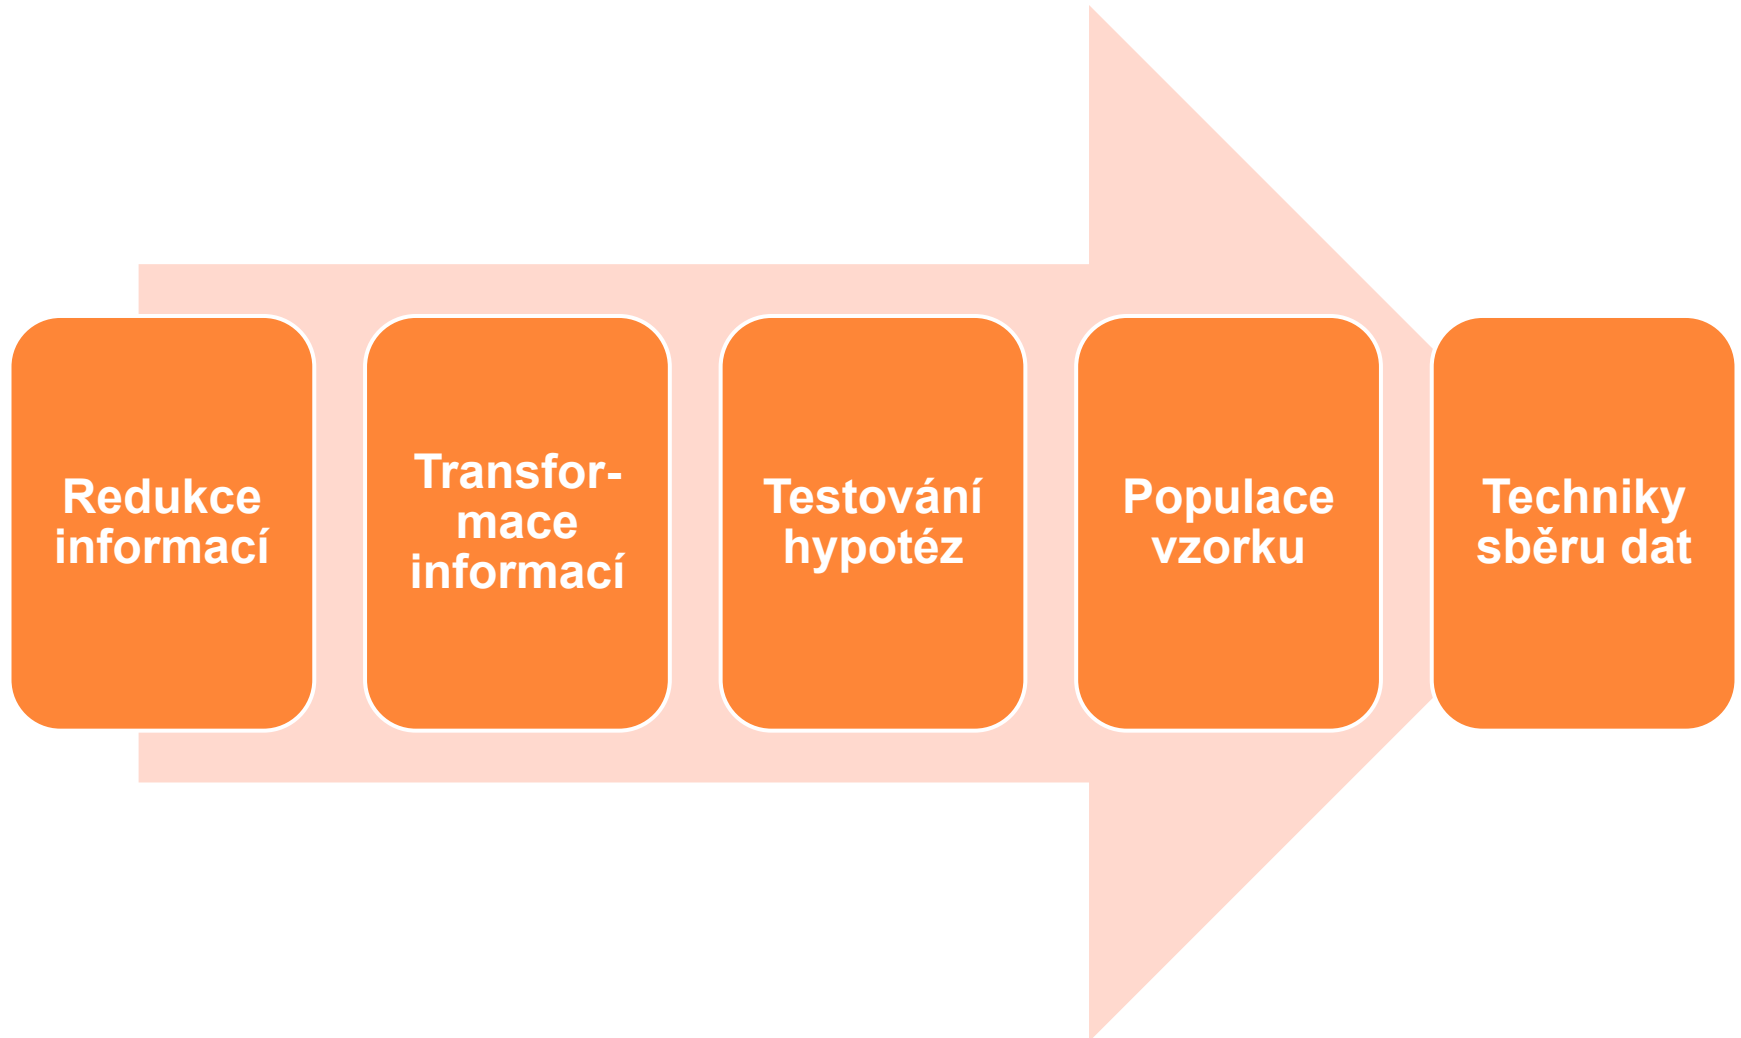 Redukce
informací
Transfor-
mace
informací
Testování
hypotéz
Populace
vzorku
Techniky
sběru dat